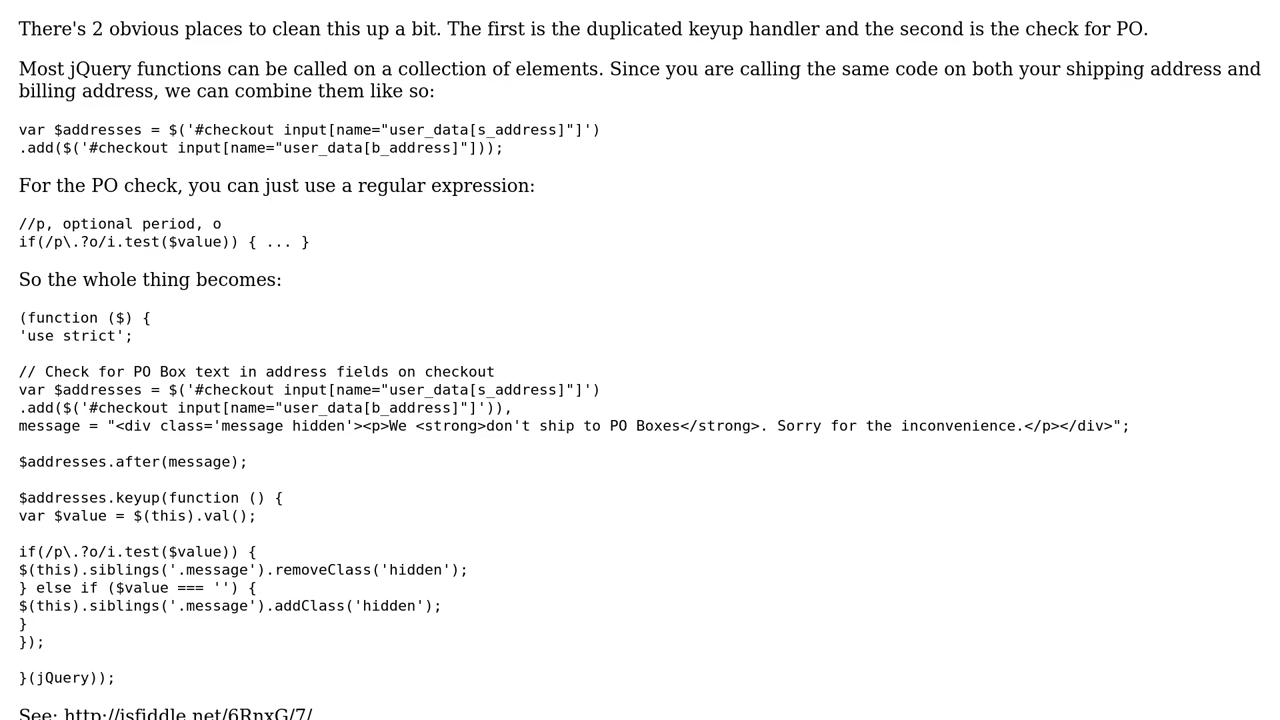 There's 2 obvious places to clean this up a bit. The first is the duplicated keyup handler and the second is the check for PO.
Most jQuery functions can be called on a collection of elements. Since you are calling the same code on both your shipping address and
billing address, we can combine them like so:
var $addresses = $('#checkout input[name="user_data[s_address]"]')
.add($('#checkout input[name="user_data[b_address]"]));
For the PO check, you can just use a regular expression:
//p, optional period, o
if(/p\.?o/i.test($value)) { ... }
So the whole thing becomes:
(function ($) {
'use strict';
// Check for PO Box text in address fields on checkout
var $addresses = $('#checkout input[name="user_data[s_address]"]')
.add($('#checkout input[name="user_data[b_address]"]')),
message = "<div class='message hidden'><p>We <strong>don't ship to PO Boxes</strong>. Sorry for the inconvenience.</p></div>";
$addresses.after(message);
$addresses.keyup(function () {
var $value = $(this).val();
if(/p\.?o/i.test($value)) {
$(this).siblings('.message').removeClass('hidden');
} else if ($value === '') {
$(this).siblings('.message').addClass('hidden');
}
});
}(jQuery));
See: http://jsfiddle.net/6RnxG/7/